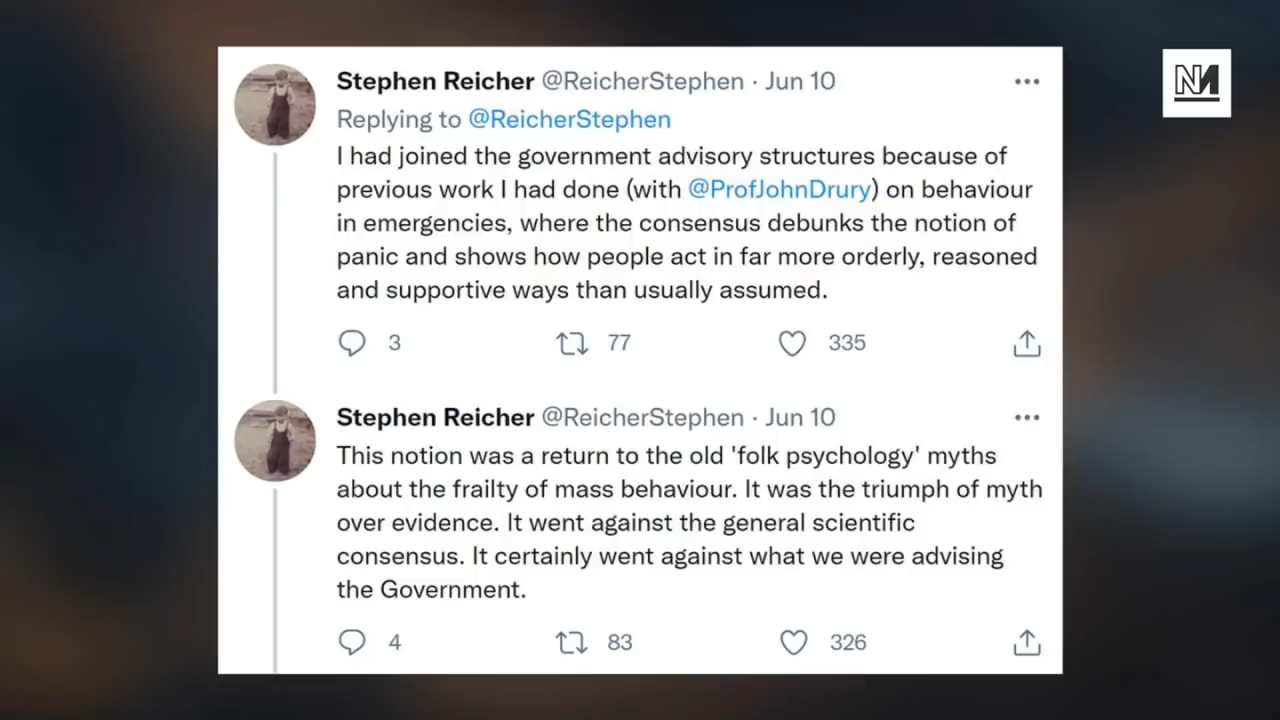 Stephen Reicher @ReicherStephen · Jun 10
Replying to @ReicherStephen
I had joined the government advisory structures because of
previous work I had done (with @ProfJohnDrury) on behaviour
in emergencies, where the consensus debunks the notion of
panic and shows how people act in far more orderly, reasoned
and supportive ways than usually assumed.
3 77 335
Stephen Reicher @ReicherStephen · Jun 10
This notion was a return to the old 'folk psychology' myths
about the frailty of mass behaviour. It was the triumph of myth
over evidence. It went against the general scientific
consensus. It certainly went against what we were advising
the Government.
4 83 326
NM